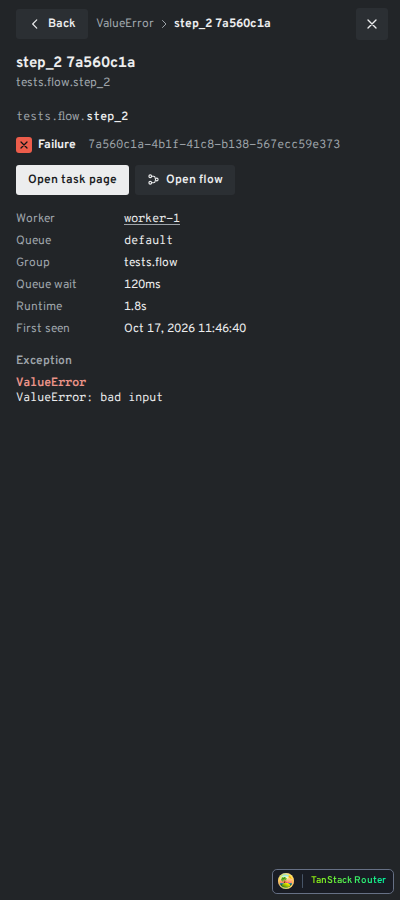 Back ValueError > step_2 7a560c1a
step_2 7a560c1a
tests.flow.step_2
tests.flow.step_2
Failure 7a560c1a-4b1f-41c8-b138-567ecc59e373
Open task page Open flow
Worker worker-1
Queue default
Group tests.flow
Queue wait 120ms
Runtime 1.8s
First seen Oct 17, 2026 11:46:40
Exception
ValueError
ValueError: bad input
TanStack Router